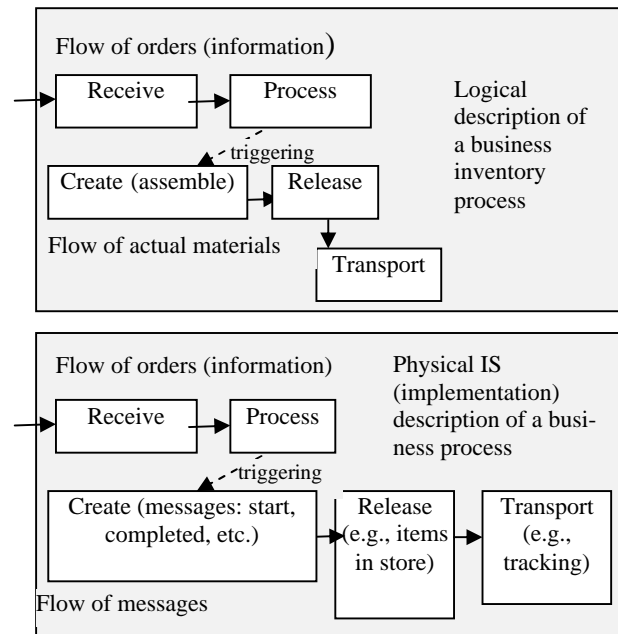 Flow of orders (information)
Receive
Process
Logical
description of
a business
inventory
process
triggering
Create (assemble)
Release
Flow of actual materials
Transport
Flow of orders (information)
Physical IS
(implementation)
description of a busi-
ness process
Receive
Process
triggering
Create (messages: start,
completed, etc.)
Release
(e.g., items
in store)
Transport
(e.g.,
tracking)
Flow of messages